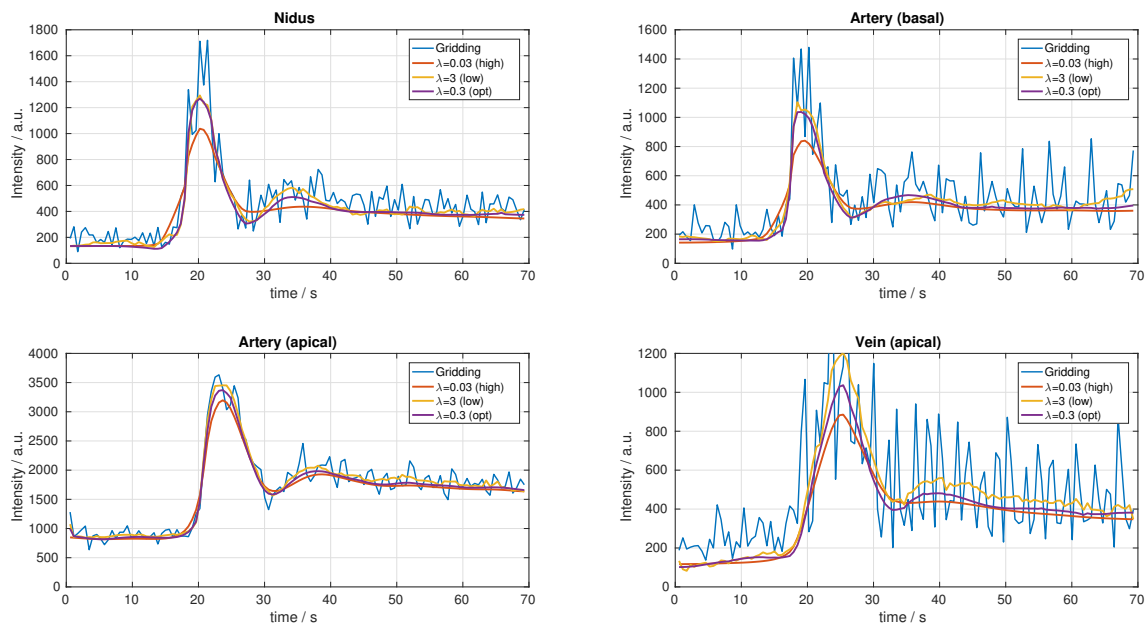 Nidus
Intensity / a.u.
1800
1600
1400
1200
1000
800
600
400
200
0
0 10 20 30 40 50 60 70
time / s
Gridding
λ=0.03 (high)
λ=3 (low)
λ=0.3 (opt)
Artery (basal)
Intensity / a.u.
1600
1400
1200
1000
800
600
400
200
0
0 10 20 30 40 50 60 70
time / s
Gridding
λ=0.03 (high)
λ=3 (low)
λ=0.3 (opt)
Artery (apical)
Intensity / a.u.
4000
3500
3000
2500
2000
1500
1000
500
0
0 10 20 30 40 50 60 70
time / s
Gridding
λ=0.03 (high)
λ=3 (low)
λ=0.3 (opt)
Vein (apical)
Intensity / a.u.
1200
1000
800
600
400
200
0
0 10 20 30 40 50 60 70
time / s
Gridding
λ=0.03 (high)
λ=3 (low)
λ=0.3 (opt)